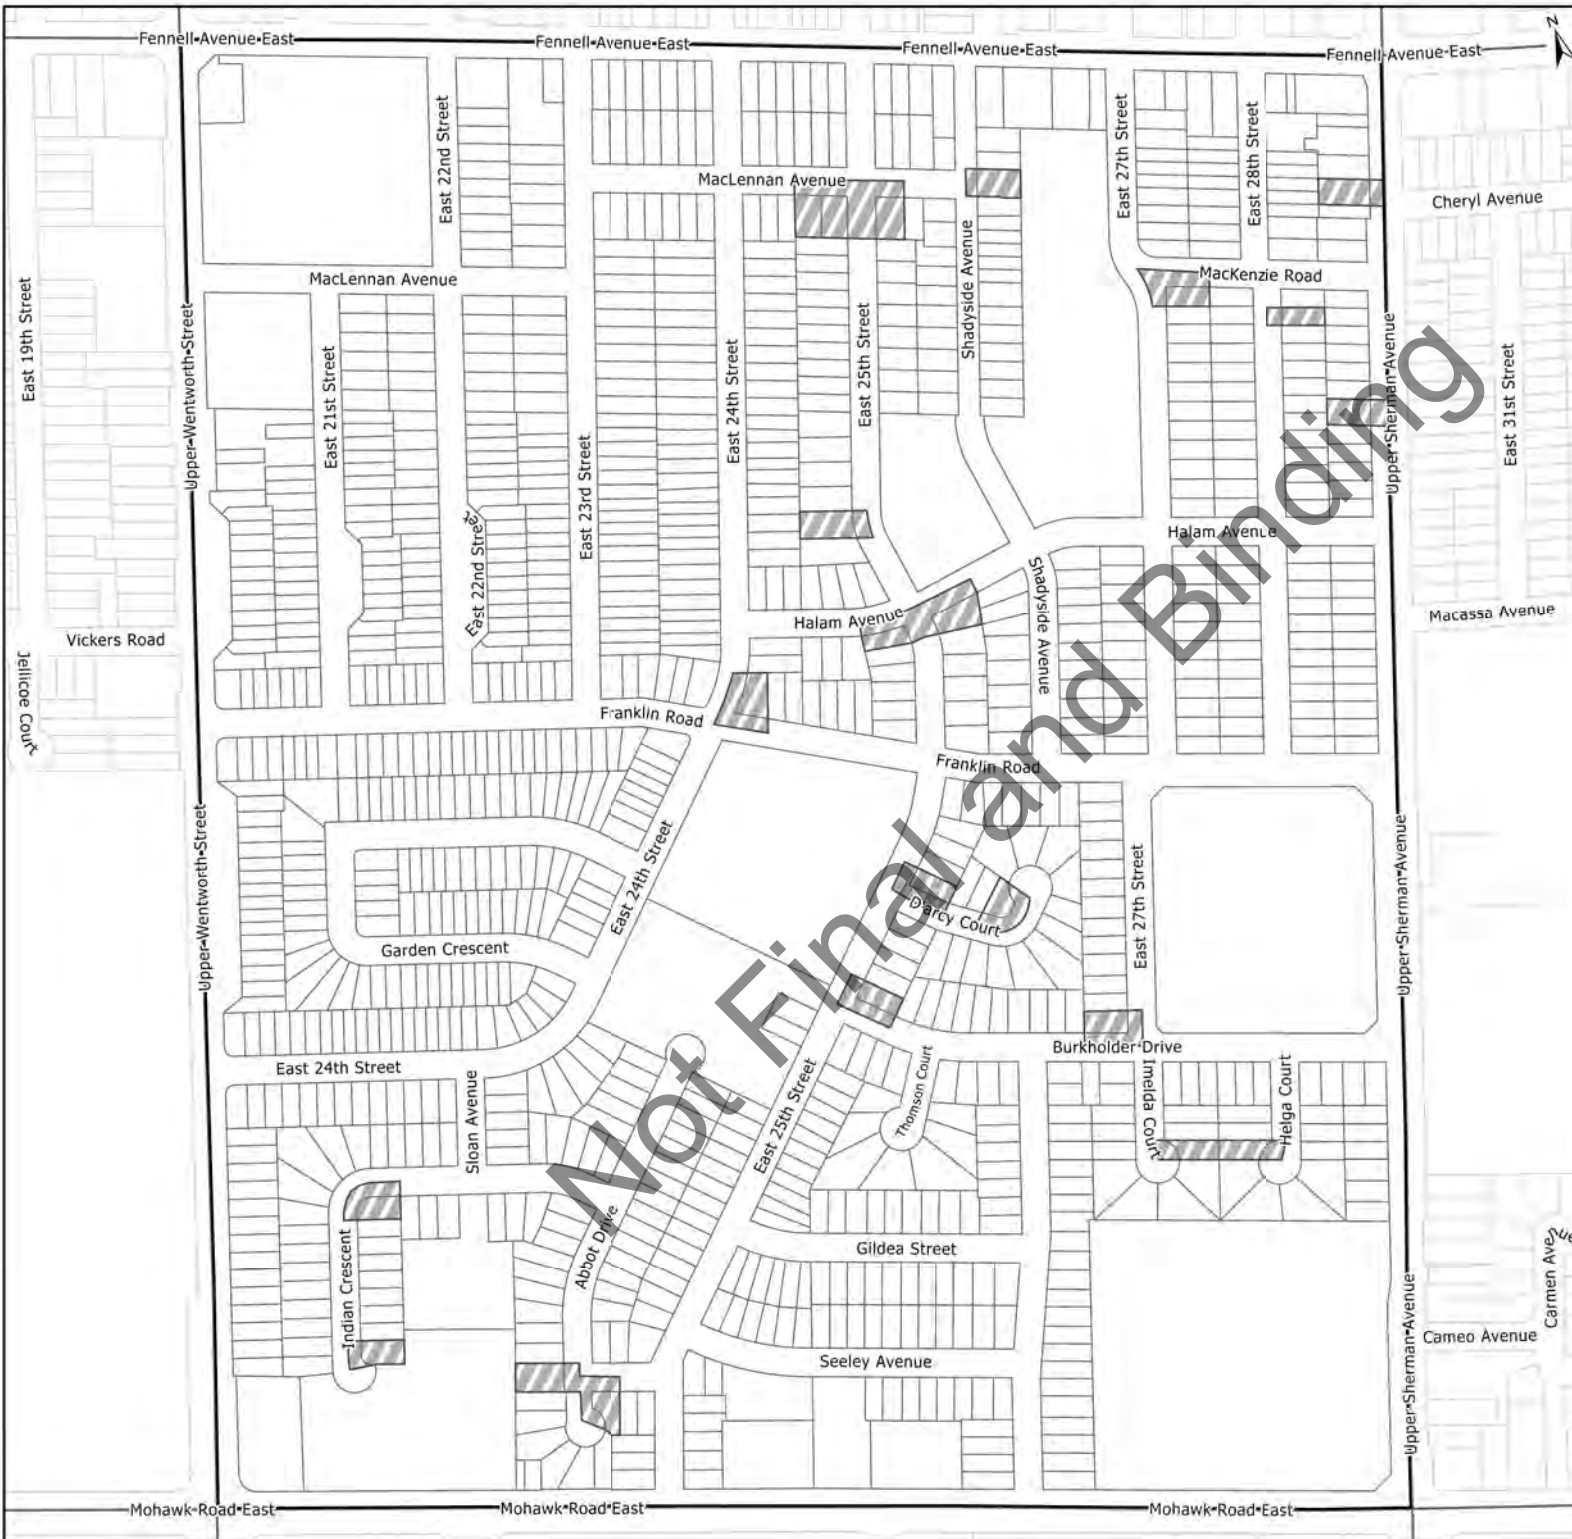 Fennell Avenue East
Fennell Avenue East
Fennell Avenue East
Fennell Avenue East
N
East 22nd Street
East 27th Street
East 28th Street
MacLennan Avenue
Cheryl Avenue
Shadyside Avenue
MacLennan Avenue
MacKenzie Road
East 19th Street
Upper Wentworth Street
East 21st Street
East 24th Street
East 25th Street
Upper Sherman Avenue
East 31st Street
East 22nd Street
East 23rd Street
Halam Avenue
Shadyside Avenue
Macassa Avenue
Halam Avenue
Vickers Road
Jellicoe Court
Franklin Road
Franklin Road
Upper Wentworth Street
East 24th Street
D'arcy Court
East 27th Street
Upper Sherman Avenue
Garden Crescent
East 24th Street
Sloan Avenue
East 25th Street
Thomson Court
Burkholder Drive
Imelda Court
Helga Court
Indian Crescent
Abbot Drive
Gildea Street
Seeley Avenue
Upper Sherman Avenue
Carmen Avenue
Cameo Avenue
Mohawk Road East
Mohawk Road East
Mohawk Road East
Not Final and Binding